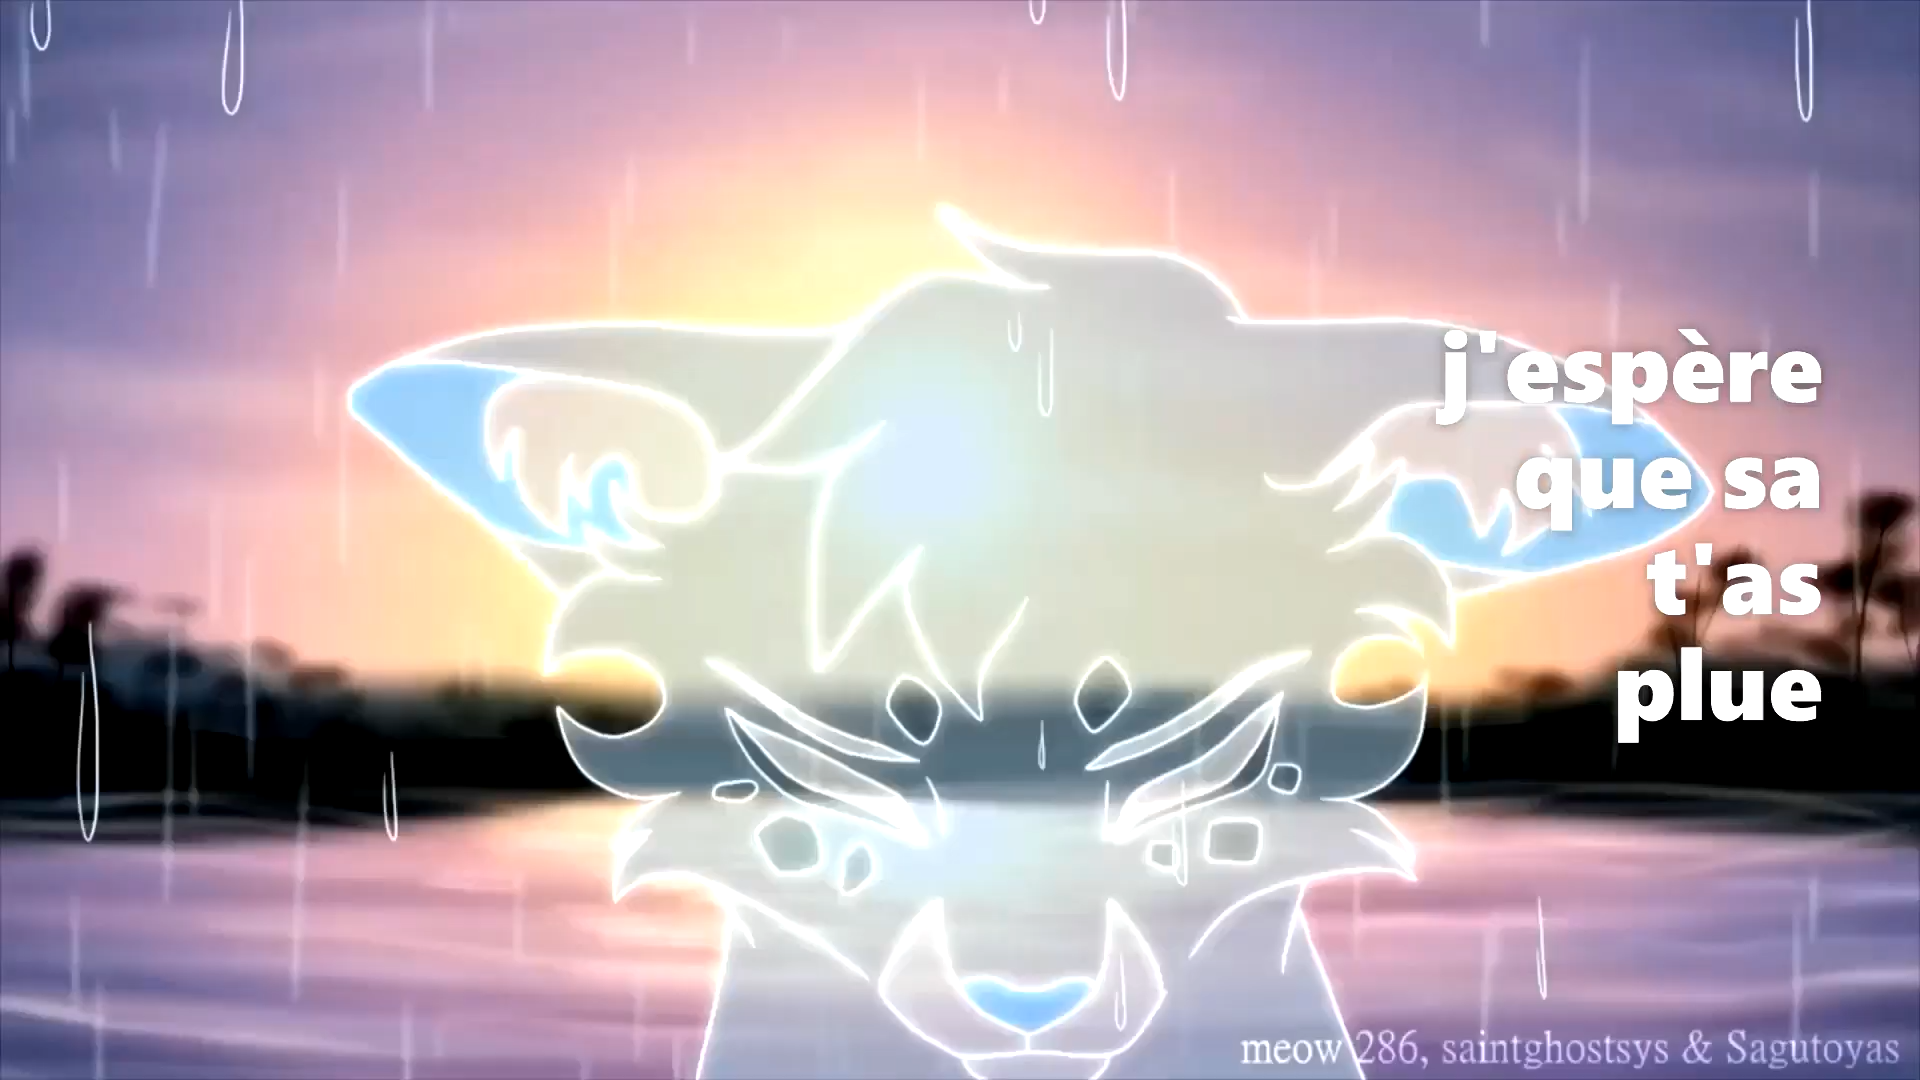 j'espère
que sa
t'as
plue
meow 286, saintghostsys & Sagutoyas